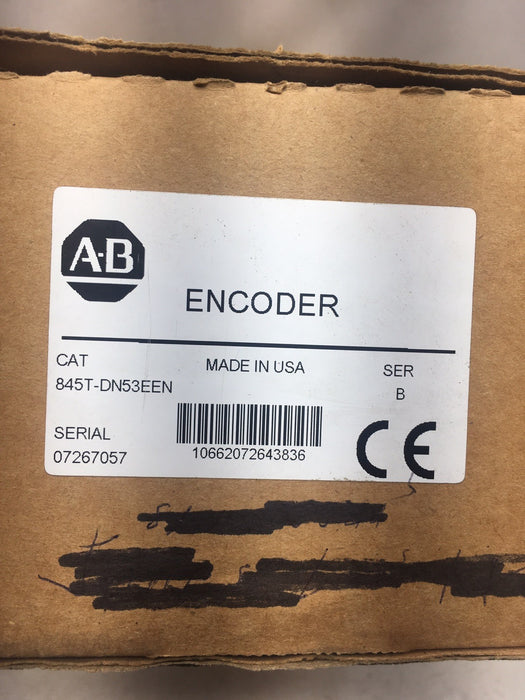 A-B
ENCODER
CAT
MADE IN USA
SER
845T-DN53EEN
B
SERIAL
07267057
10662072643836
CE